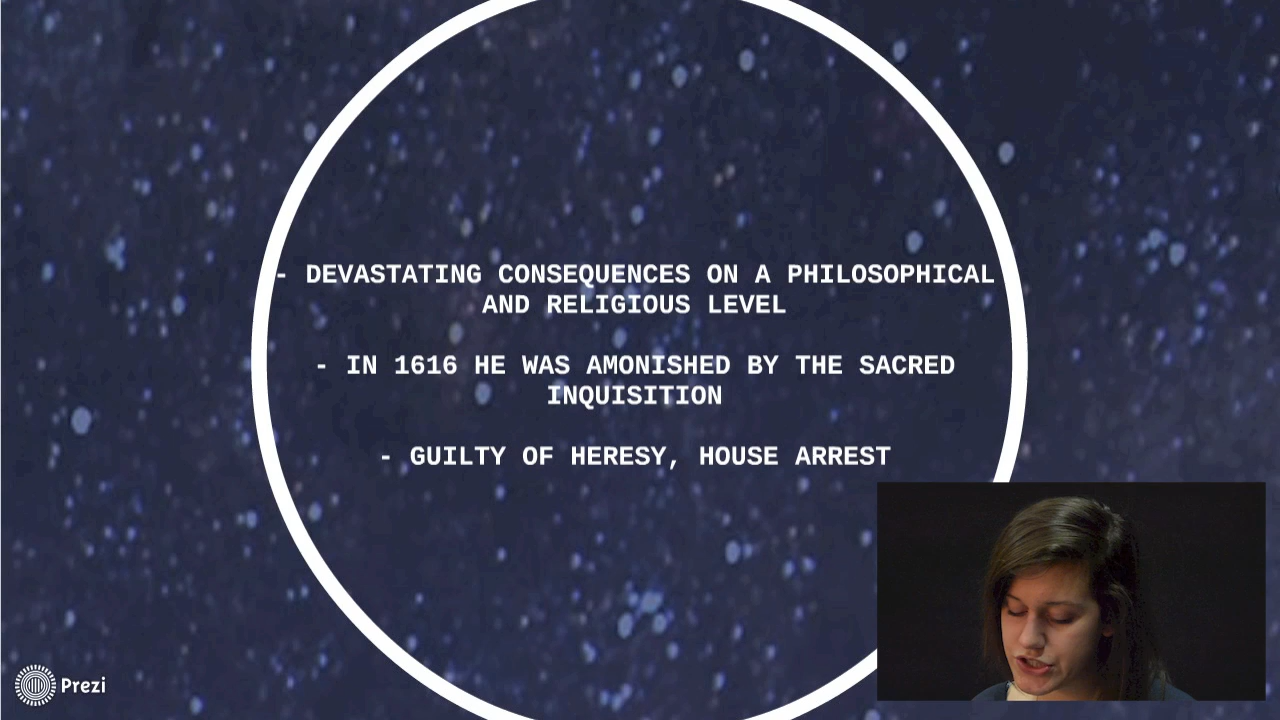 - DEVASTATING CONSEQUENCES ON A PHILOSOPHICAL
AND RELIGIOUS LEVEL
- IN 1616 HE WAS AMONISHED BY THE SACRED
INQUISITION
- GUILTY OF HERESY, HOUSE ARREST
Prezi